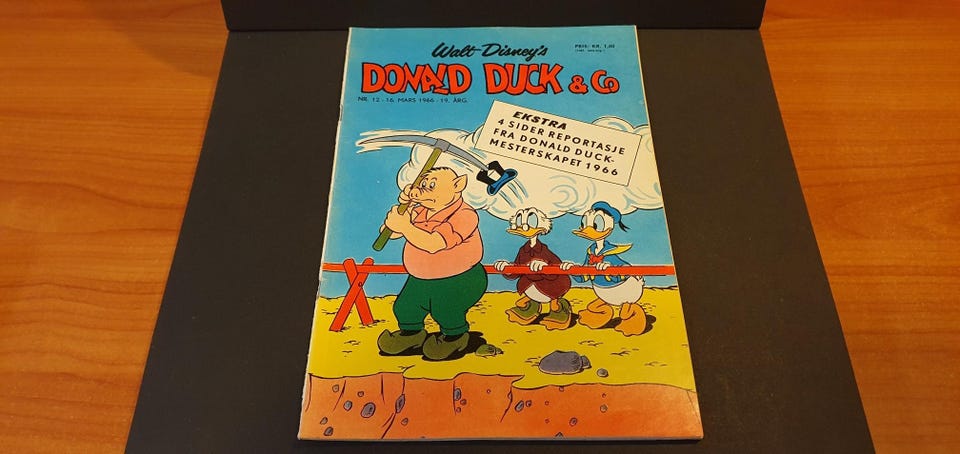 Walt Disney's
PRIS: KR. 1,60
DONALD DUCK & Co
NR. 12 - 16. MARS 1966 - 19. ÅRG.
EKSTRA
4 SIDER REPORTASJE
FRA DONALD DUCK-
MESTERSKAPET 1966